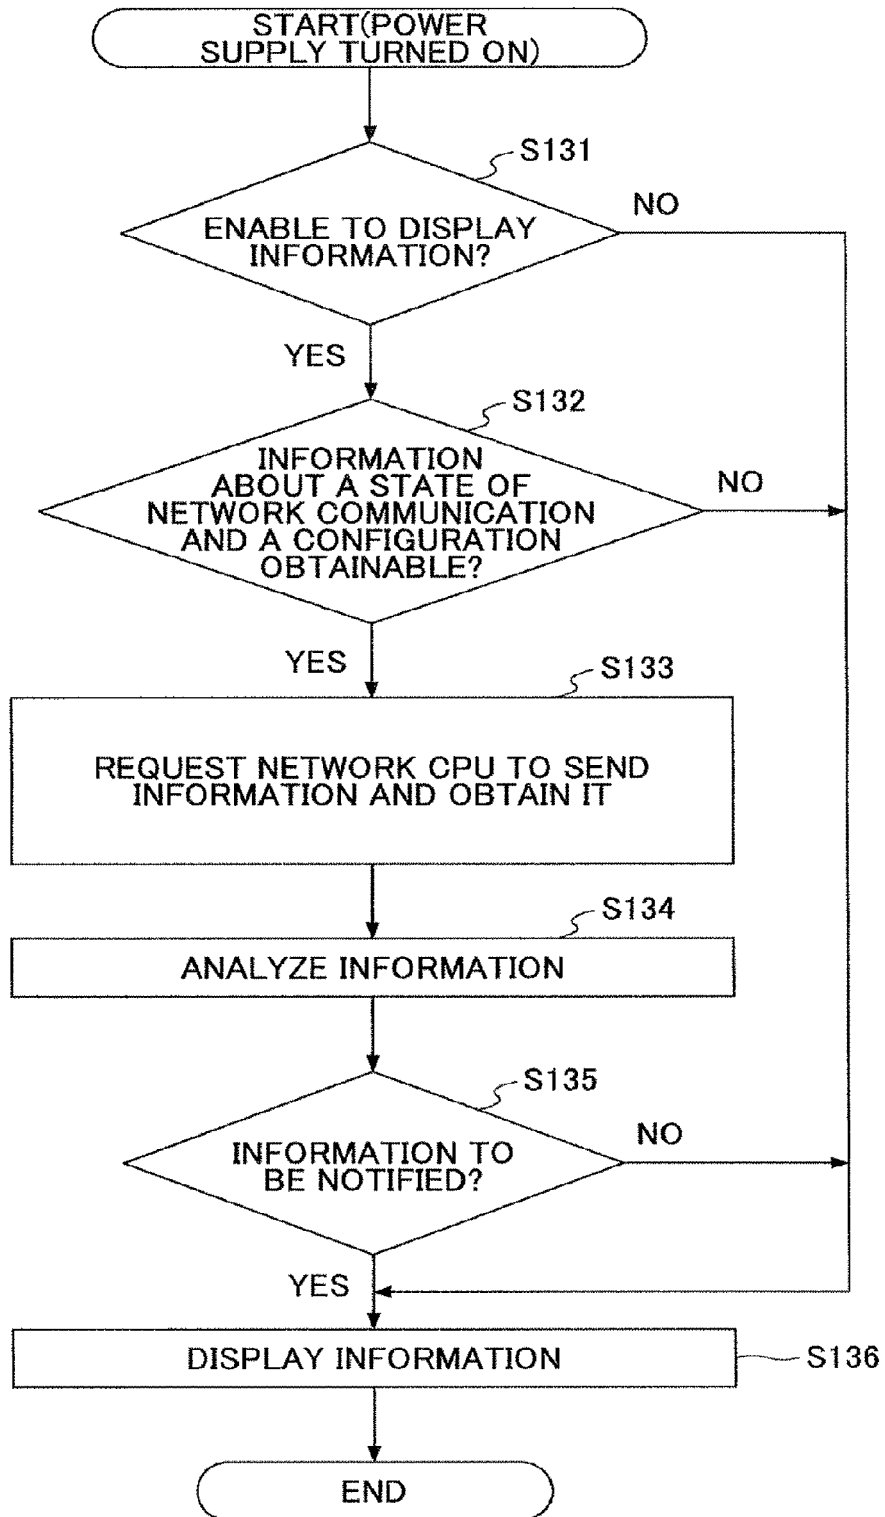 START(POWER
SUPPLY TURNED ON)
S131
ENABLE TO DISPLAY
INFORMATION?
NO
YES
S132
INFORMATION
ABOUT A STATE OF
NETWORK COMMUNICATION
AND A CONFIGURATION
OBTAINABLE?
NO
YES
S133
REQUEST NETWORK CPU TO SEND
INFORMATION AND OBTAIN IT
S134
ANALYZE INFORMATION
S135
INFORMATION TO
BE NOTIFIED?
NO
YES
DISPLAY INFORMATION
S136
END